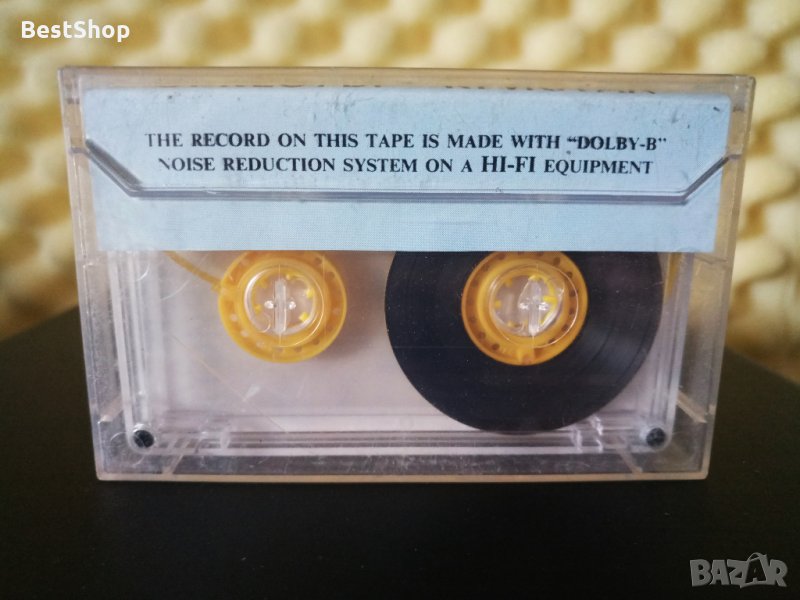 BestShop
THE RECORD ON THIS TAPE IS MADE WITH “DOLBY-B”
NOISE REDUCTION SYSTEM ON A HI-FI EQUIPMENT
BAZAR